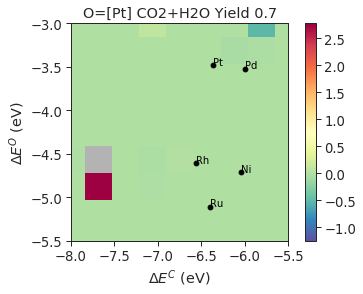 O=[Pt] CO2+H2O Yield 0.7
ΔE^O (eV)
−3.0
−3.5
−4.0
−4.5
−5.0
−5.5
Pt
Pd
Rh
Ni
Ru
−8.0 −7.5 −7.0 −6.5 −6.0 −5.5
ΔE^C (eV)
2.5
2.0
1.5
1.0
0.5
0.0
−0.5
−1.0